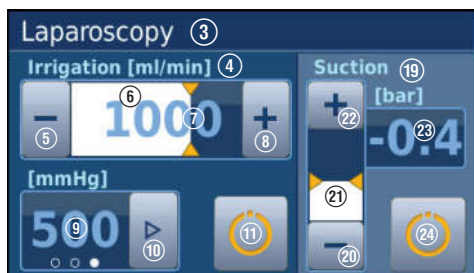 Laparoscopy ③
Irrigation [ml/min] ④
⑤ − ⑥ 1000 ⑦ + ⑧
[mmHg]
500 ⑨ ⑩ ⑪
Suction ⑲
+ ㉒ [bar]
-0.4 ㉓
㉑
− ⑳ ㉔